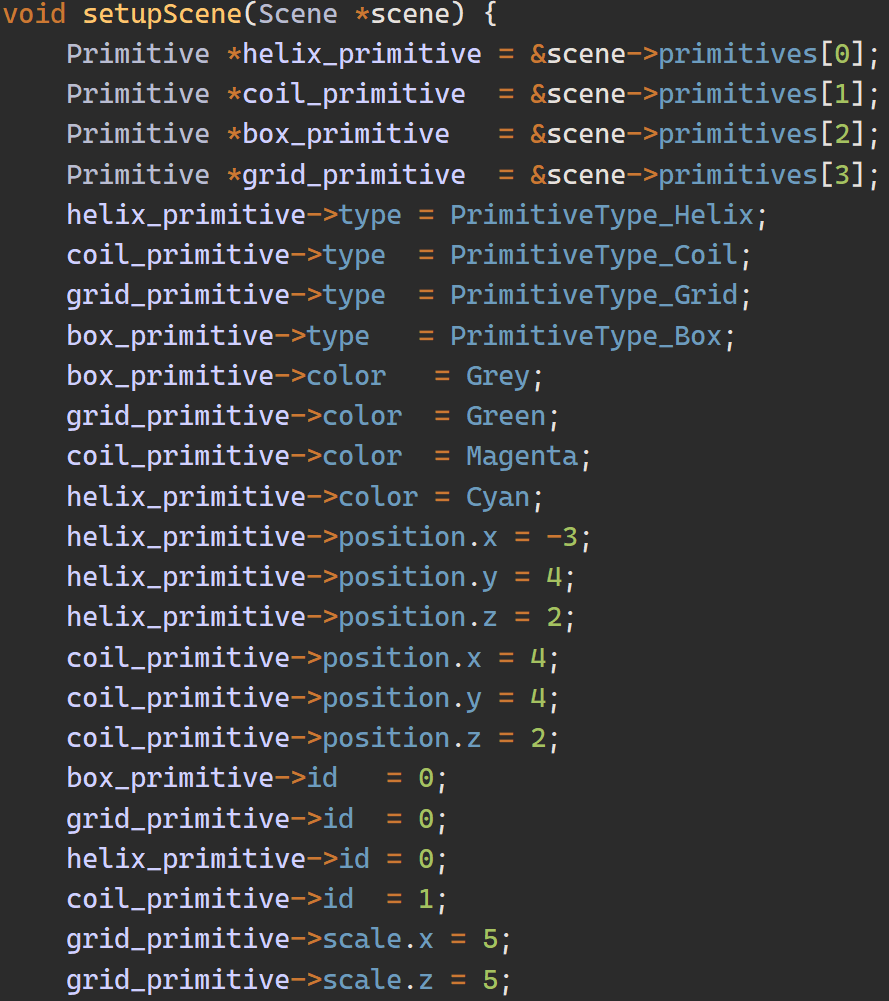 void setupScene(Scene *scene) {
    Primitive *helix_primitive = &scene->primitives[0];
    Primitive *coil_primitive  = &scene->primitives[1];
    Primitive *box_primitive   = &scene->primitives[2];
    Primitive *grid_primitive  = &scene->primitives[3];
    helix_primitive->type = PrimitiveType_Helix;
    coil_primitive->type  = PrimitiveType_Coil;
    grid_primitive->type  = PrimitiveType_Grid;
    box_primitive->type   = PrimitiveType_Box;
    box_primitive->color   = Grey;
    grid_primitive->color  = Green;
    coil_primitive->color  = Magenta;
    helix_primitive->color = Cyan;
    helix_primitive->position.x = -3;
    helix_primitive->position.y = 4;
    helix_primitive->position.z = 2;
    coil_primitive->position.x = 4;
    coil_primitive->position.y = 4;
    coil_primitive->position.z = 2;
    box_primitive->id   = 0;
    grid_primitive->id  = 0;
    helix_primitive->id = 0;
    coil_primitive->id  = 1;
    grid_primitive->scale.x = 5;
    grid_primitive->scale.z = 5;